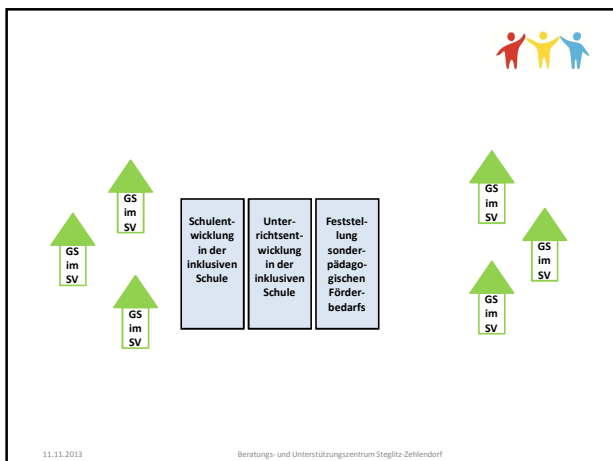 GS
im
SV
GS
im
SV
GS
im
SV
Schulent-
wicklung
in der
inklusiven
Schule
Unter-
richtsent-
wicklung
in der
inklusiven
Schule
Feststel-
lung
sonder-
pädago-
gischen
Förder-
bedarfs
GS
im
SV
GS
im
SV
GS
im
SV
11.11.2013
Beratungs- und Unterstützungszentrum Steglitz-Zehlendorf